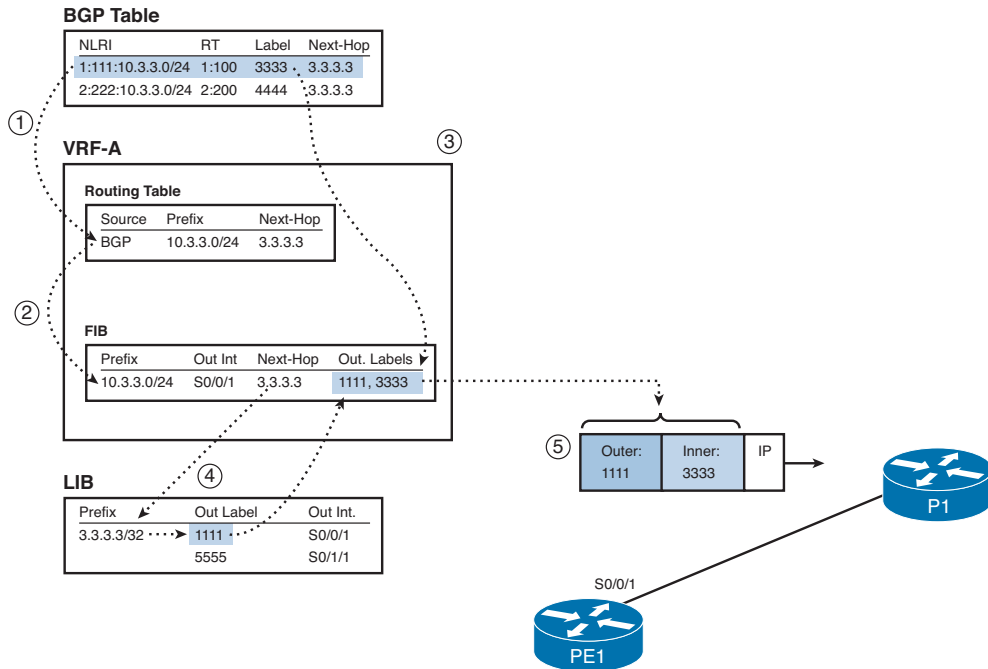 BGP Table
NLRI RT Label Next-Hop
1:111:10.3.3.0/24 1:100 3333 3.3.3.3
2:222:10.3.3.0/24 2:200 4444 3.3.3.3
1
VRF-A
3
Routing Table
Source Prefix Next-Hop
BGP 10.3.3.0/24 3.3.3.3
2
FIB
Prefix Out Int Next-Hop Out. Labels
10.3.3.0/24 S0/0/1 3.3.3.3 1111, 3333
5
Outer: Inner: IP
1111 3333
4
LIB
Prefix Out Label Out Int.
3.3.3.3/32 1111 S0/0/1
5555 S0/1/1
P1
S0/0/1
PE1